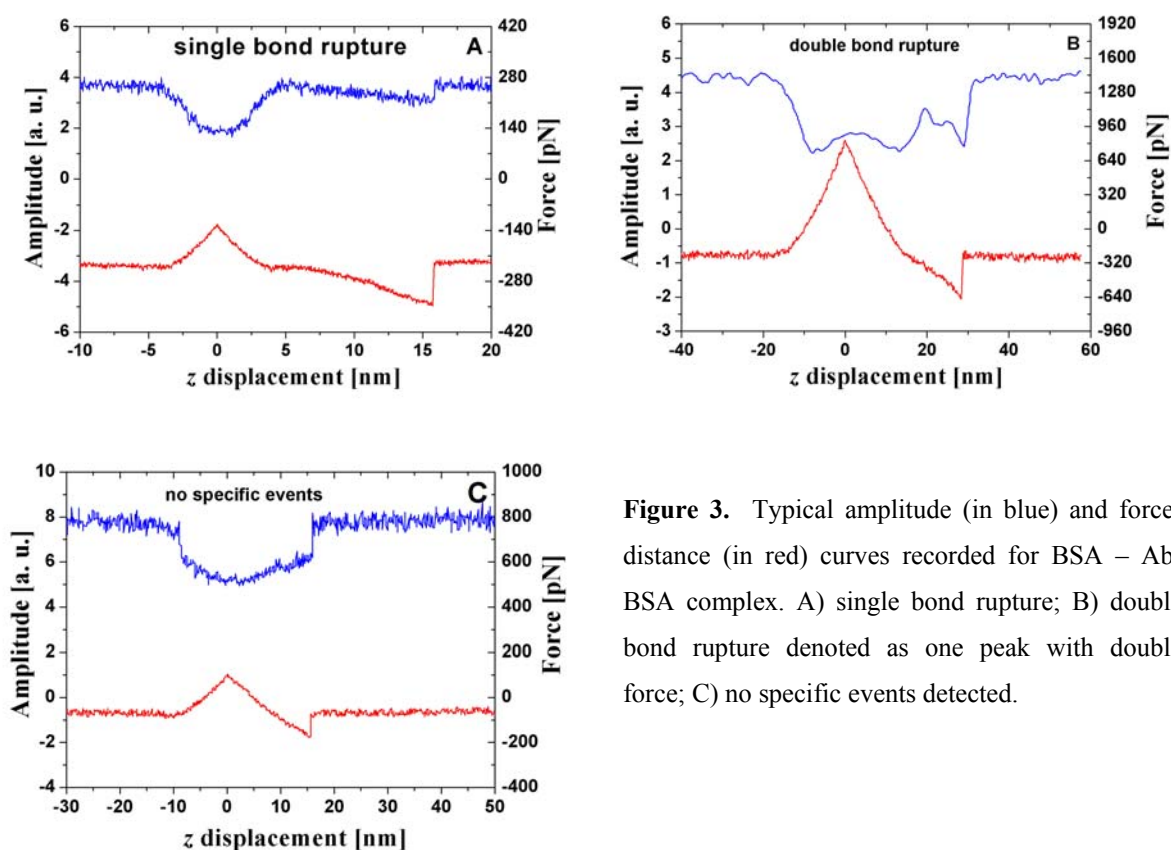 single bond rupture
A
Amplitude [a. u.]
6
4
2
0
-2
-4
-6
420
280
140
0
-140
-280
-420
Force [pN]
-10 -5 0 5 10 15 20
z displacement [nm]
double bond rupture
B
Amplitude [a. u.]
6
5
4
3
2
1
0
-1
-2
-3
1920
1600
1280
960
640
320
0
-320
-640
-960
Force [pN]
-40 -20 0 20 40 60
z displacement [nm]
no specific events
C
Amplitude [a. u.]
10
8
6
4
2
0
-2
-4
1000
800
600
400
200
0
-200
-400
Force [pN]
-30 -20 -10 0 10 20 30 40 50
z displacement [nm]
Figure 3. Typical amplitude (in blue) and force
distance (in red) curves recorded for BSA – Ab
BSA complex. A) single bond rupture; B) doubl
bond rupture denoted as one peak with doubl
force; C) no specific events detected.